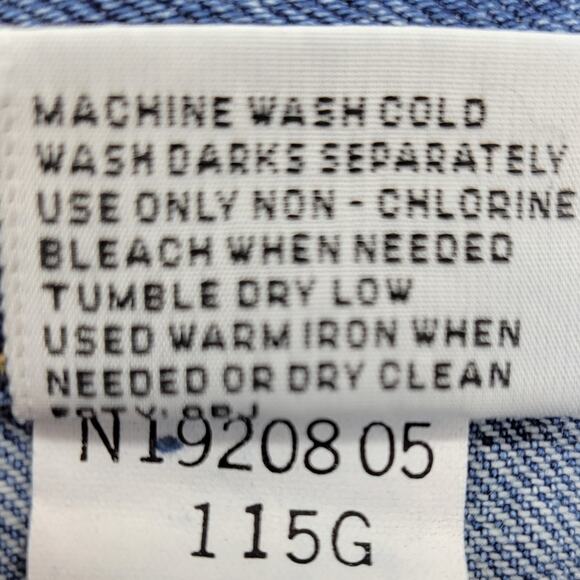 MACHINE WASH COLD
WASH DARKS SEPARATELY
USE ONLY NON - CHLORINE
BLEACH WHEN NEEDED
TUMBLE DRY LOW
USED WARM IRON WHEN
NEEDED OR DRY CLEAN
N1920805
115G